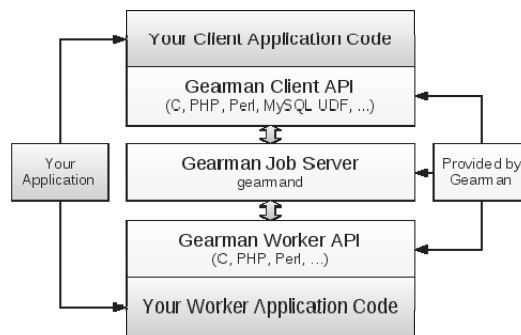 Your Client Application Code
Gearman Client API
(C, PHP, Perl, MySQL UDF, ...)
Your
Application
Gearman Job Server
gearmand
Provided by
Gearman
Gearman Worker API
(C, PHP, Perl, ...)
Your Worker Application Code